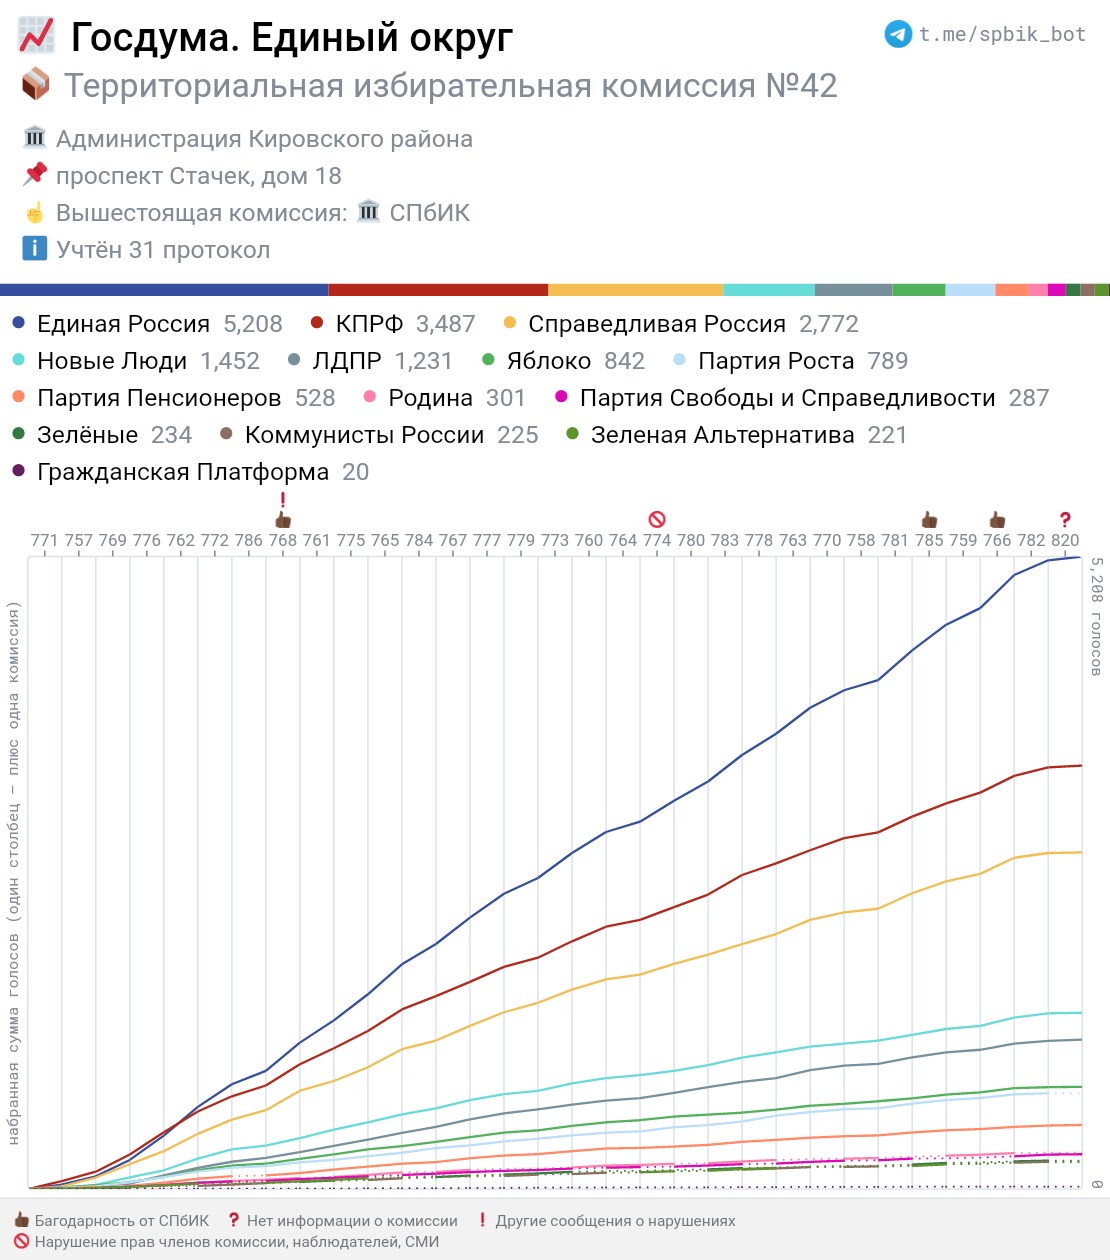 Госдума. Единый округ
t.me/spbik_bot
Территориальная избирательная комиссия №42
Администрация Кировского района
проспект Стачек, дом 18
Вышестоящая комиссия: СПбИК
Учтён 31 протокол
Единая Россия 5,208 КПРФ 3,487 Справедливая Россия 2,772
Новые Люди 1,452 ЛДПР 1,231 Яблоко 842 Партия Роста 789
Партия Пенсионеров 528 Родина 301 Партия Свободы и Справедливости 287
Зелёные 234 Коммунисты России 225 Зеленая Альтернатива 221
Гражданская Платформа 20
771 757 769 776 762 772 786 768 761 775 765 784 767 777 779 773 760 764 774 780 783 778 763 770 758 781 785 759 766 782 820
5,208 голосов
набранная сумма голосов (один столбец – плюс одна комиссия)
0
Багодарность от СПбИК Нет информации о комиссии Другие сообщения о нарушениях
Нарушение прав членов комиссии, наблюдателей, СМИ